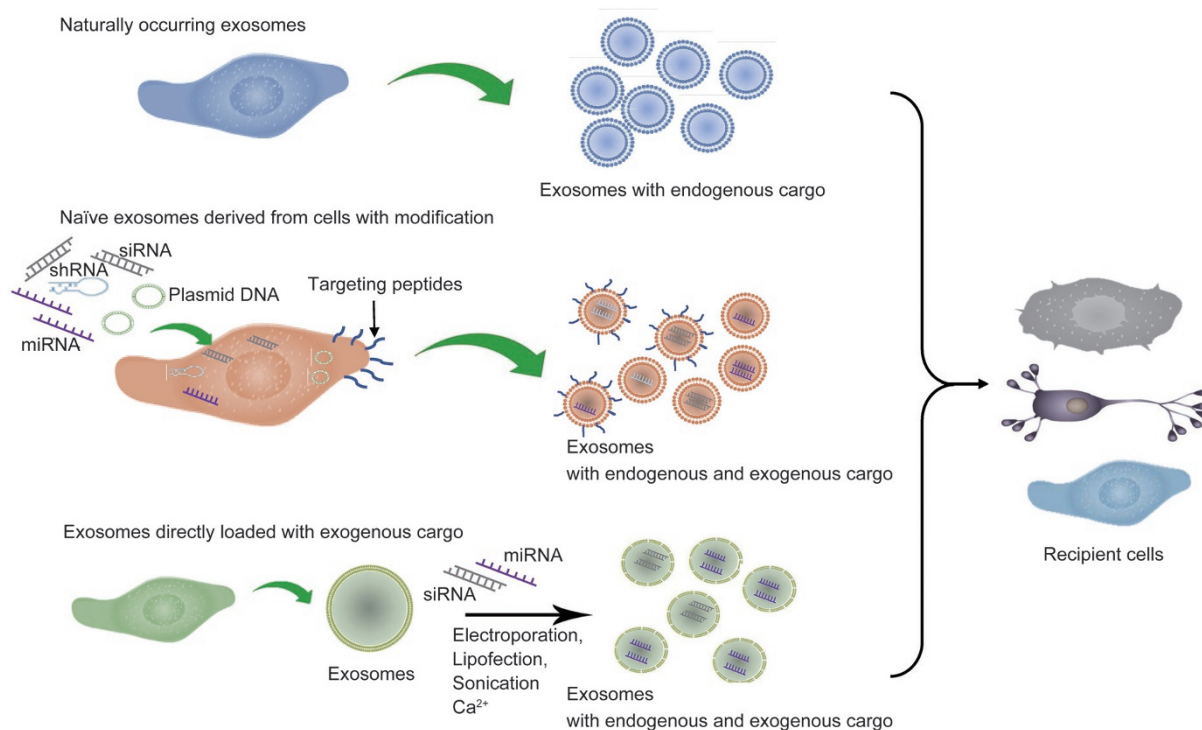 Naturally occurring exosomes
Exosomes with endogenous cargo
Naïve exosomes derived from cells with modification
siRNA
shRNA
Plasmid DNA
miRNA
Targeting peptides
Exosomes
with endogenous and exogenous cargo
Exosomes directly loaded with exogenous cargo
Exosomes
miRNA
siRNA
Electroporation,
Lipofection,
Sonication
Ca²⁺
Exosomes
with endogenous and exogenous cargo
Recipient cells